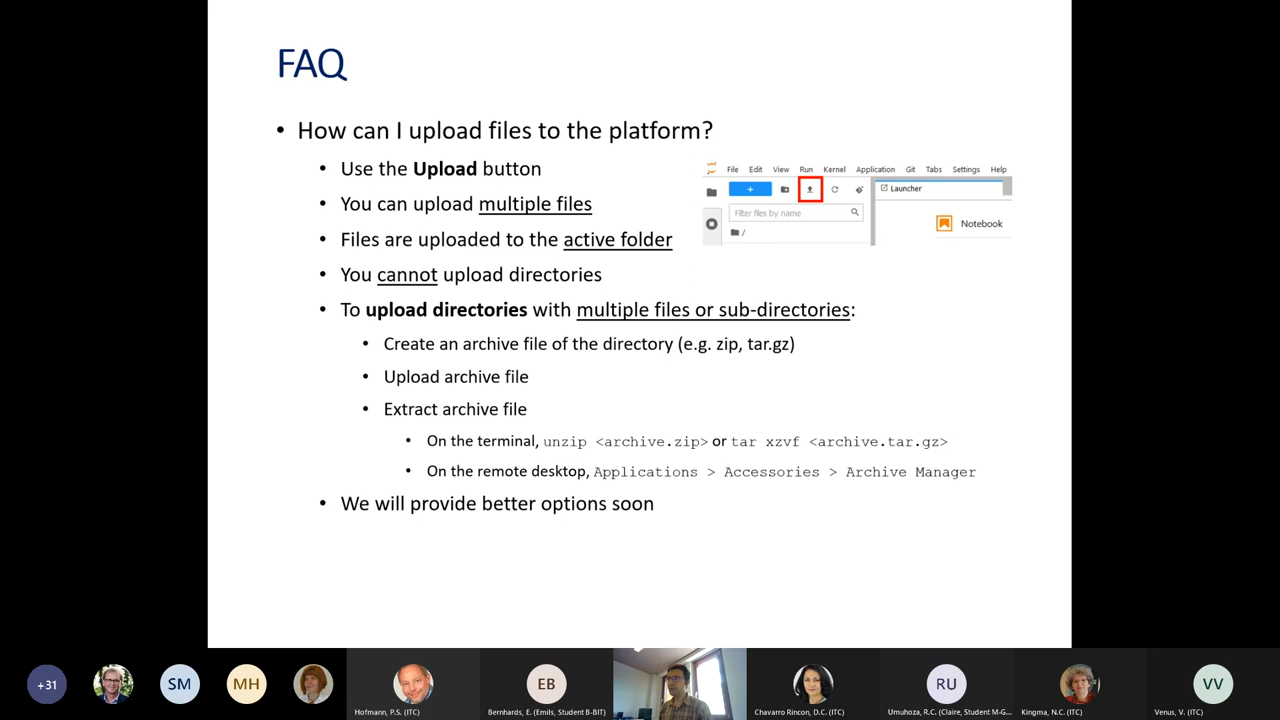 FAQ
• How can I upload files to the platform?
• Use the Upload button
• You can upload multiple files
• Files are uploaded to the active folder
• You cannot upload directories
• To upload directories with multiple files or sub-directories:
• Create an archive file of the directory (e.g. zip, tar.gz)
• Upload archive file
• Extract archive file
• On the terminal, unzip <archive.zip> or tar xzvf <archive.tar.gz>
• On the remote desktop, Applications > Accessories > Archive Manager
• We will provide better options soon
File Edit View Run Kernel Application Git Tabs Settings Help
+ Launcher
Filter files by name
/
Notebook
+31 SM MH EB RU VV
Hofmann, P.S. (ITC) Bernhards, E. (Emils, Student B-BIT) Chavarro Rincon, D.C. (ITC) Umuhoza, R.C. (Claire, Student M-G... Kingma, N.C. (ITC) Venus, V. (ITC)